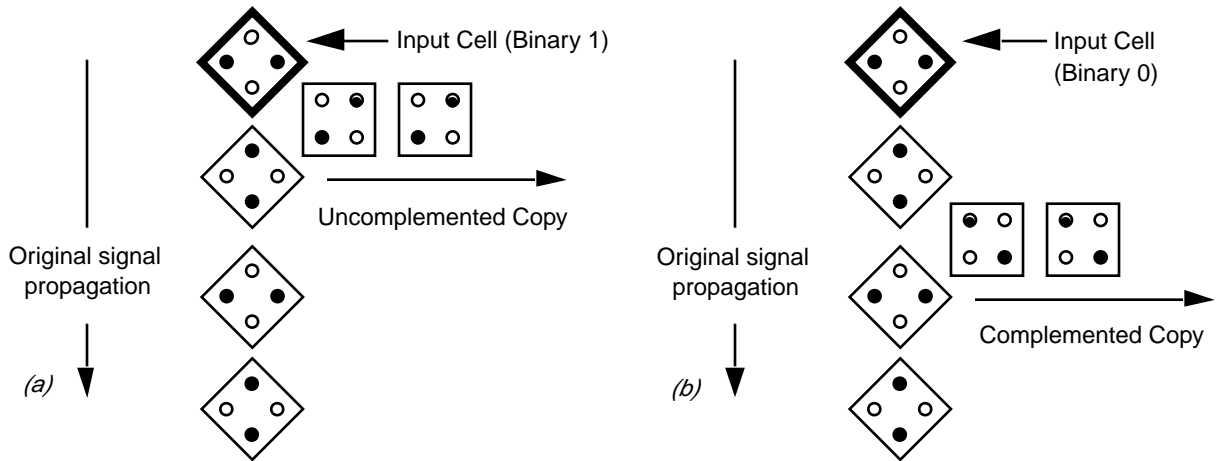 Input Cell (Binary 1)
Uncomplemented Copy
Original signal
propagation
(a)
Input Cell
(Binary 0)
Original signal
propagation
Complemented Copy
(b)